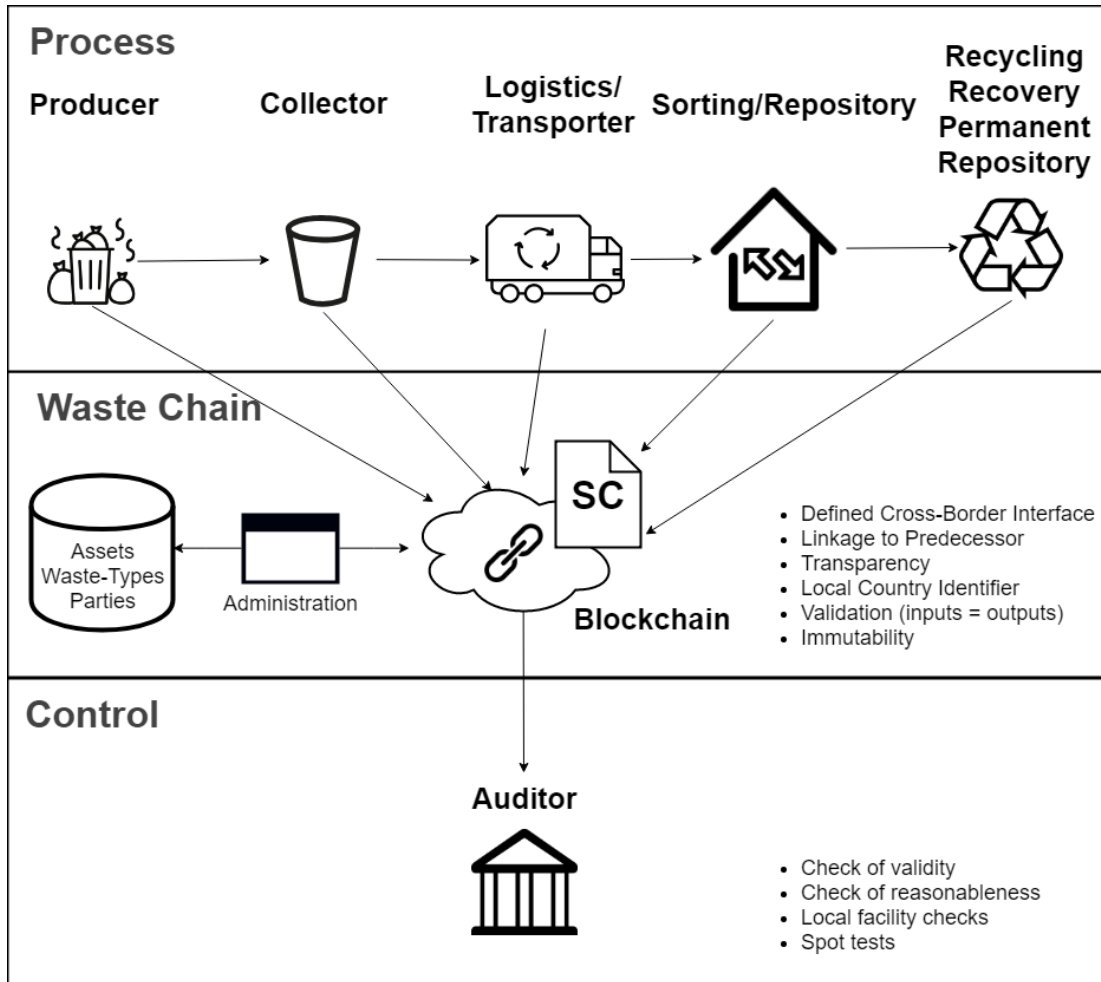 Process
Producer
Collector
Logistics/
Transporter
Sorting/Repository
Recycling
Recovery
Permanent
Repository
Waste Chain
Assets
Waste-Types
Parties
Administration
SC
Blockchain
• Defined Cross-Border Interface
• Linkage to Predecessor
• Transparency
• Local Country Identifier
• Validation (inputs = outputs)
• Immutability
Control
Auditor
• Check of validity
• Check of reasonableness
• Local facility checks
• Spot tests